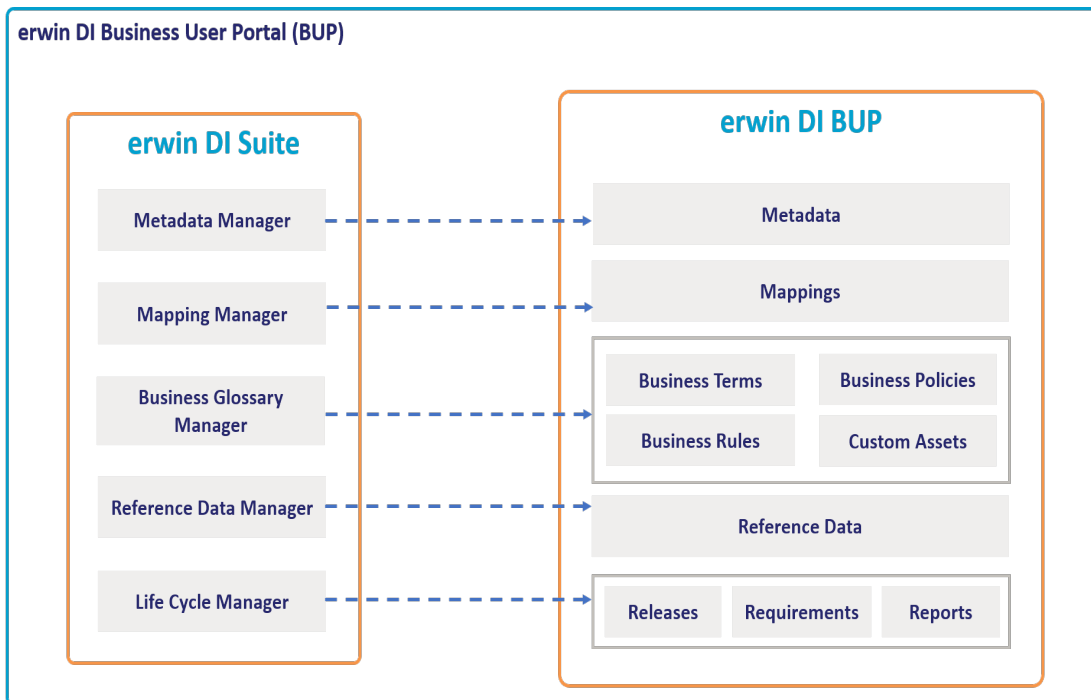 erwin DI Business User Portal (BUP)
erwin DI Suite
Metadata Manager
Mapping Manager
Business Glossary
Manager
Reference Data Manager
Life Cycle Manager
erwin DI BUP
Metadata
Mappings
Business Terms
Business Policies
Business Rules
Custom Assets
Reference Data
Releases
Requirements
Reports